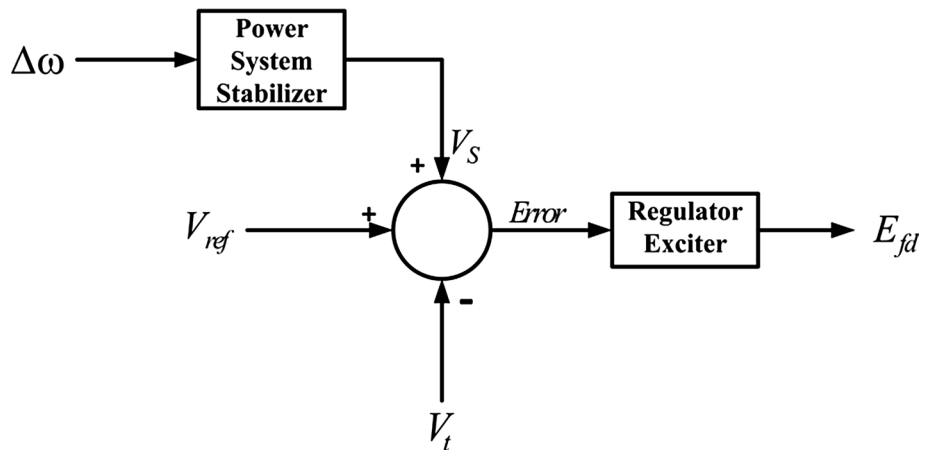 Power
System
Stabilizer
Δω
V_S
+
+
V_ref
Error
Regulator
Exciter
E_fd
-
V_t